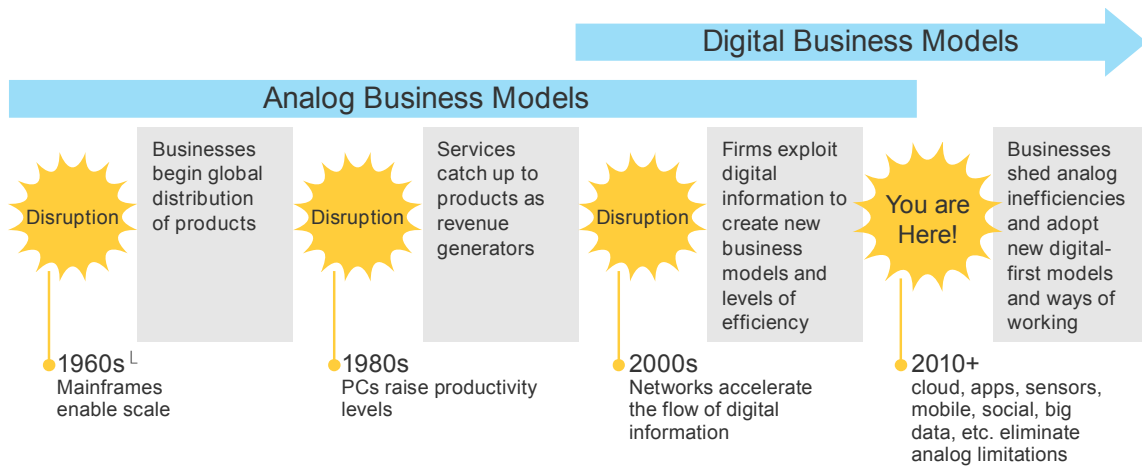 Digital Business Models
Analog Business Models
Disruption
Businesses
begin global
distribution
of products
Disruption
Services
catch up to
products as
revenue
generators
Disruption
Firms exploit
digital
information to
create new
business
models and
levels of
efficiency
You are
Here!
Businesses
shed analog
inefficiencies
and adopt
new digital-
first models
and ways of
working
1960s
Mainframes
enable scale
1980s
PCs raise productivity
levels
2000s
Networks accelerate
the flow of digital
information
2010+
cloud, apps, sensors,
mobile, social, big
data, etc. eliminate
analog limitations